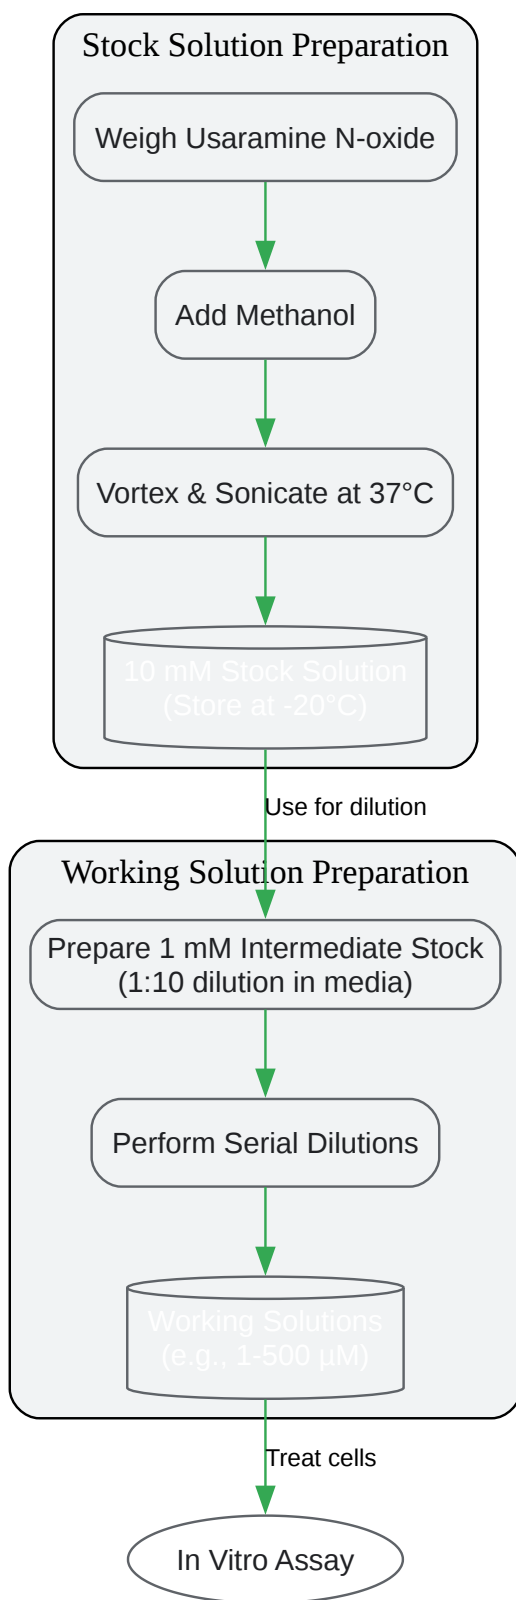 Stock Solution Preparation
Weigh Usaramine N-oxide
Add Methanol
Vortex & Sonicate at 37°C
10 mM Stock Solution
(Store at -20°C)
Use for dilution
Working Solution Preparation
Prepare 1 mM Intermediate Stock
(1:10 dilution in media)
Perform Serial Dilutions
Working Solutions
(e.g., 1-500 µM)
Treat cells
In Vitro Assay